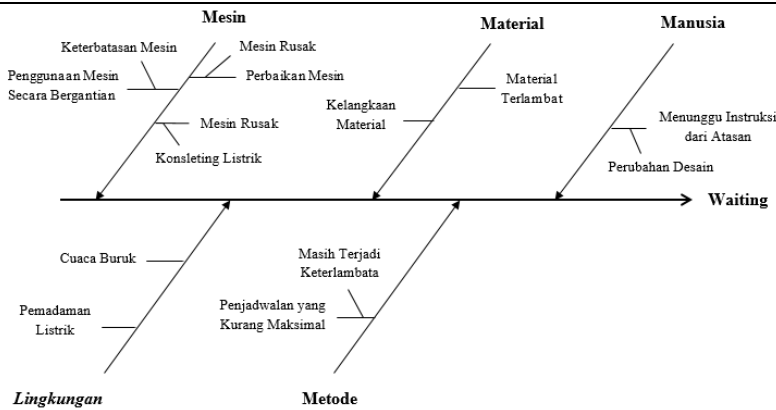 Mesin
Material
Manusia
Keterbatasan Mesin
Mesin Rusak
Penggunaan Mesin
Secara Bergantian
Perbaikan Mesin
Mesin Rusak
Konsleting Listrik
Kelangkaan
Material
Material
Terlambat
Menunggu Instruksi
dari Atasan
Perubahan Desain
Waiting
Cuaca Buruk
Pemadaman
Listrik
Masih Terjadi
Keterlambata
Penjadwalan yang
Kurang Maksimal
Lingkungan
Metode